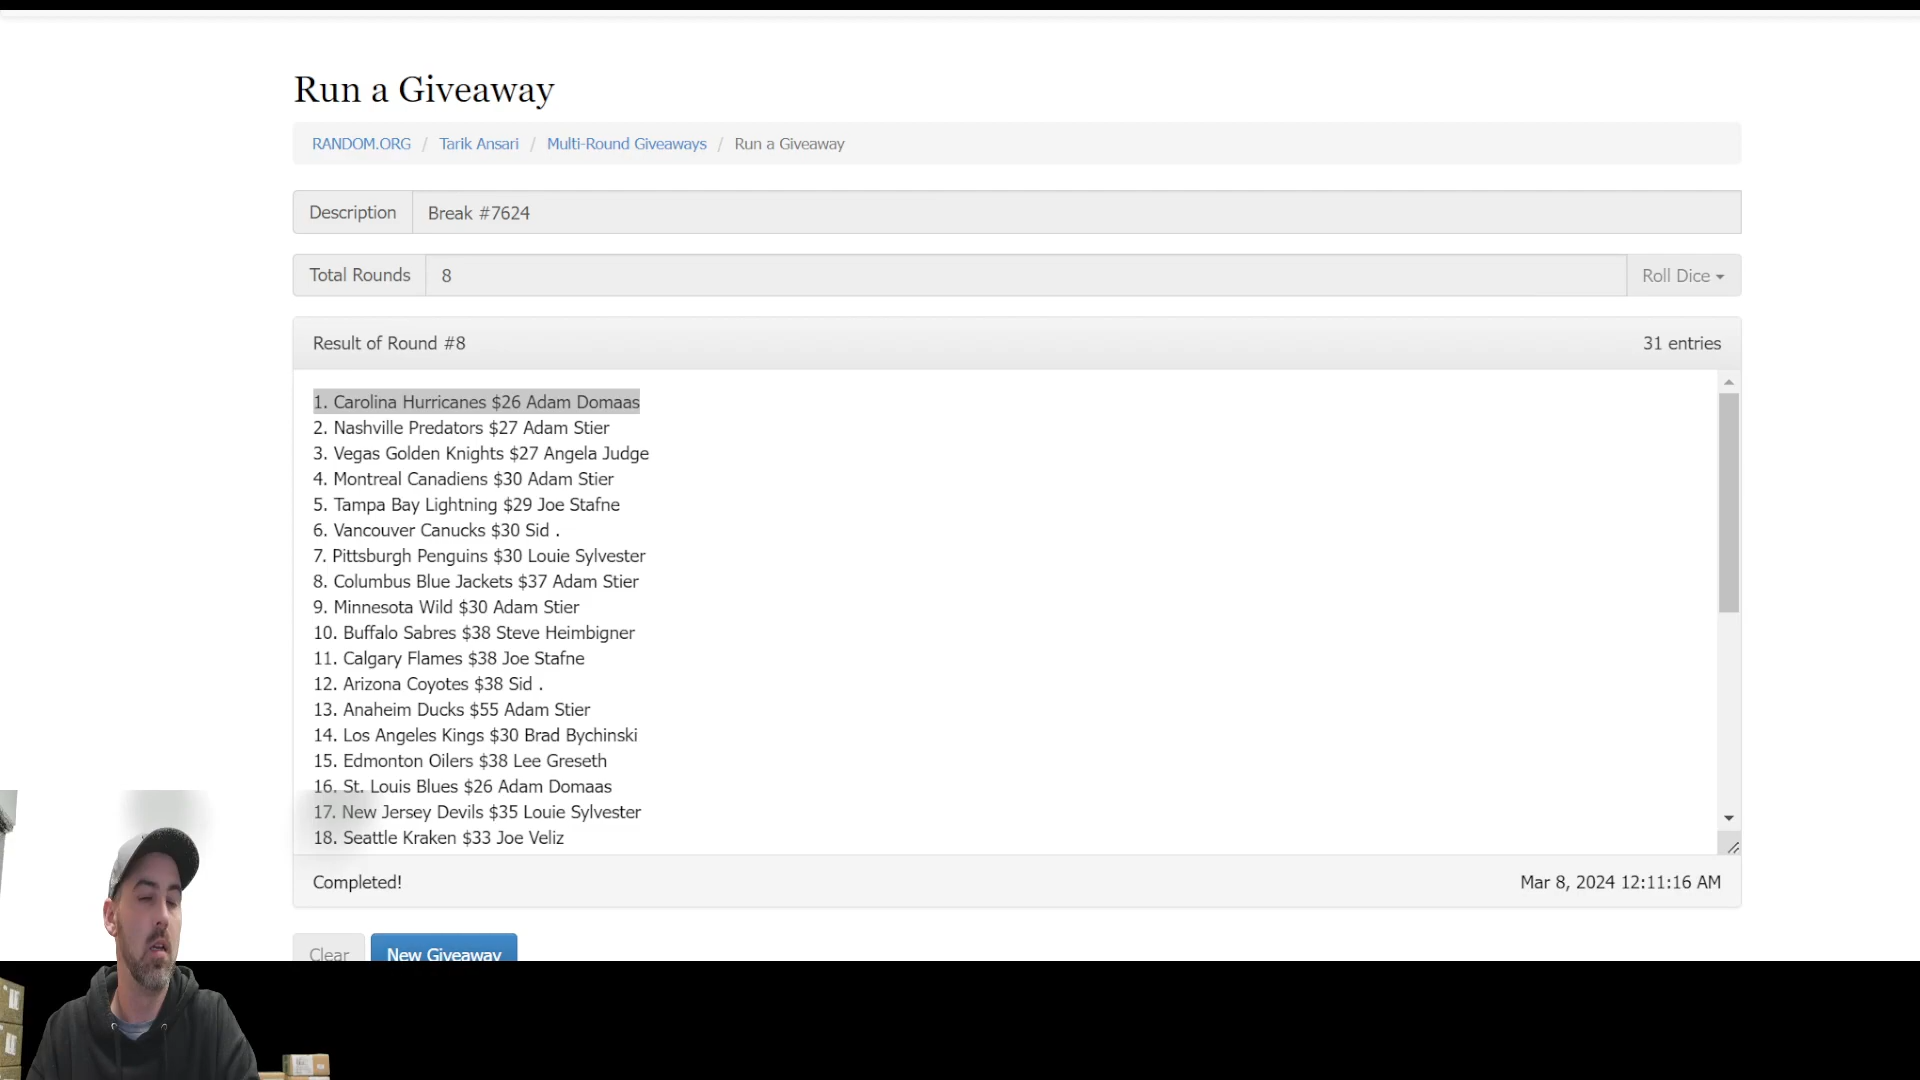 Run a Giveaway
RANDOM.ORG / Tarik Ansari / Multi-Round Giveaways / Run a Giveaway
Description Break #7624
Total Rounds 8 Roll Dice
Result of Round #8 31 entries
1. Carolina Hurricanes $26 Adam Domaas
2. Nashville Predators $27 Adam Stier
3. Vegas Golden Knights $27 Angela Judge
4. Montreal Canadiens $30 Adam Stier
5. Tampa Bay Lightning $29 Joe Stafne
6. Vancouver Canucks $30 Sid .
7. Pittsburgh Penguins $30 Louie Sylvester
8. Columbus Blue Jackets $37 Adam Stier
9. Minnesota Wild $30 Adam Stier
10. Buffalo Sabres $38 Steve Heimbigner
11. Calgary Flames $38 Joe Stafne
12. Arizona Coyotes $38 Sid .
13. Anaheim Ducks $55 Adam Stier
14. Los Angeles Kings $30 Brad Bychinski
15. Edmonton Oilers $38 Lee Greseth
16. St. Louis Blues $26 Adam Domaas
17. New Jersey Devils $35 Louie Sylvester
18. Seattle Kraken $33 Joe Veliz
Completed! Mar 8, 2024 12:11:16 AM
Clear New Giveaway